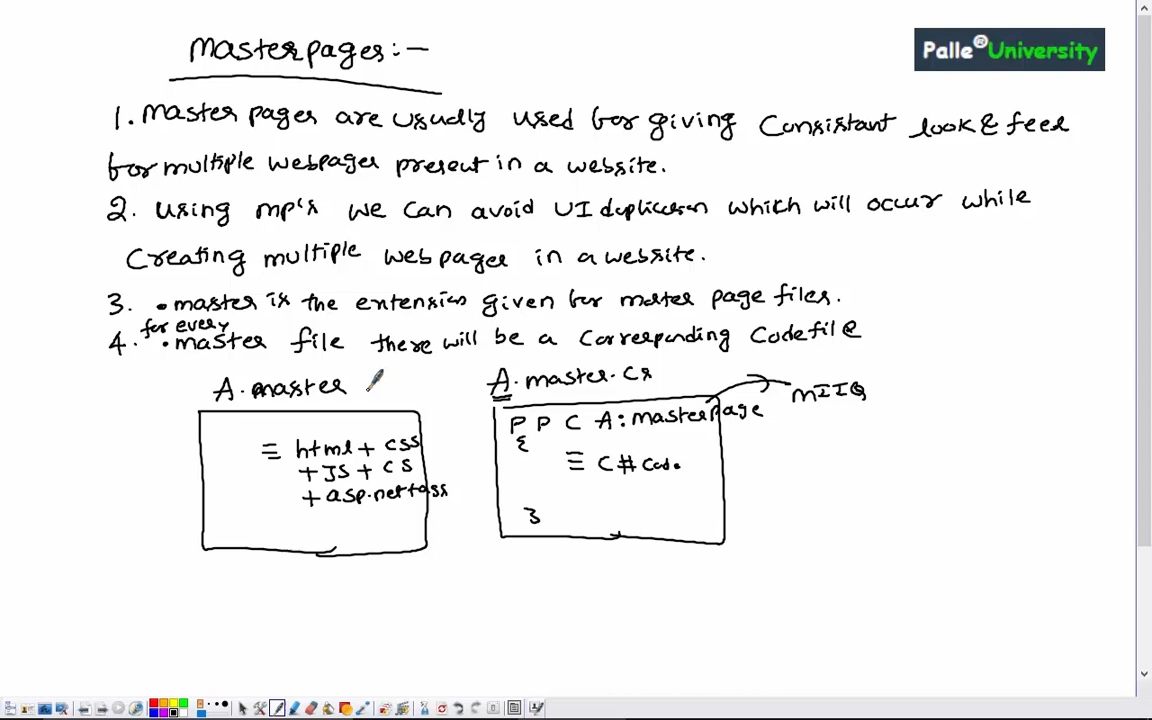 Masterpages:-
Palle®University
1. Master pages are usually used for giving Consistant look & feel
for multiple webpages present in a website.
2. Using mp's we can avoid UI duplication which will occur while
Creating multiple webpages in a website.
3. .master is the extension given for master page files.
for every
4. .master file there will be a Corresponding Codefile
A.master
A.master.cs
≡ html + css
+ JS + CS
+ asp.net tags
P P C A : masterpage
{
≡ C# Code
}